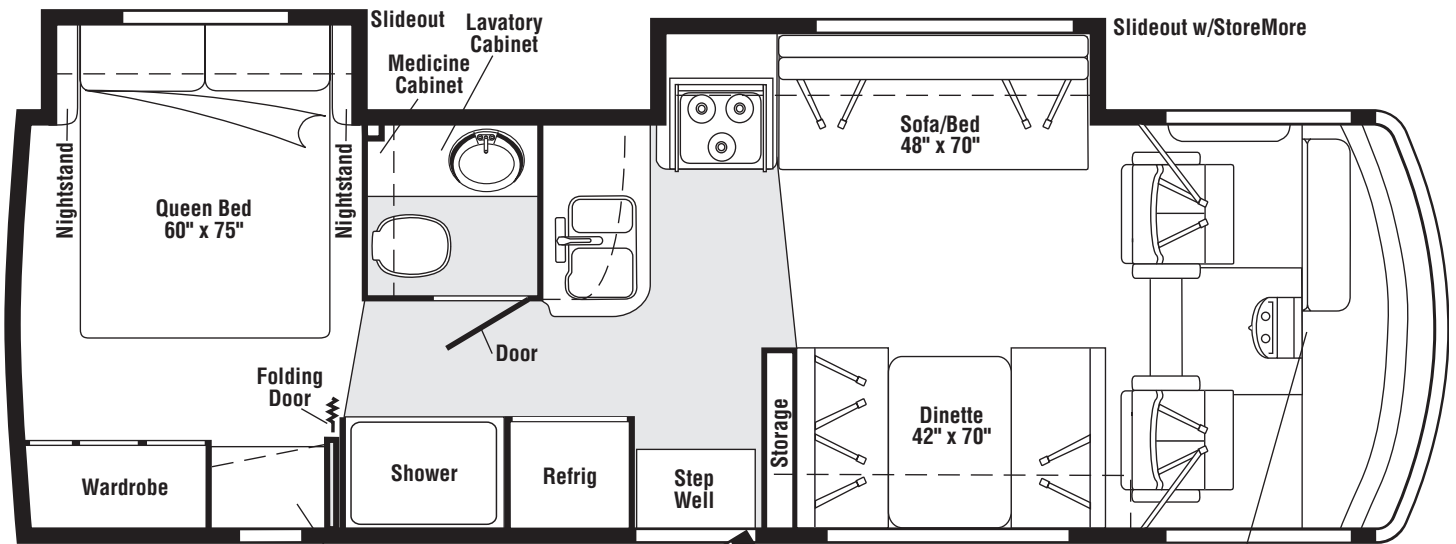 Slideout
Lavatory
Cabinet
Medicine
Cabinet
Slideout w/StoreMore
Nightstand
Queen Bed
60" x 75"
Nightstand
Sofa/Bed
48" x 70"
Door
Folding
Door
Wardrobe
Shower
Refrig
Step
Well
Storage
Dinette
42" x 70"